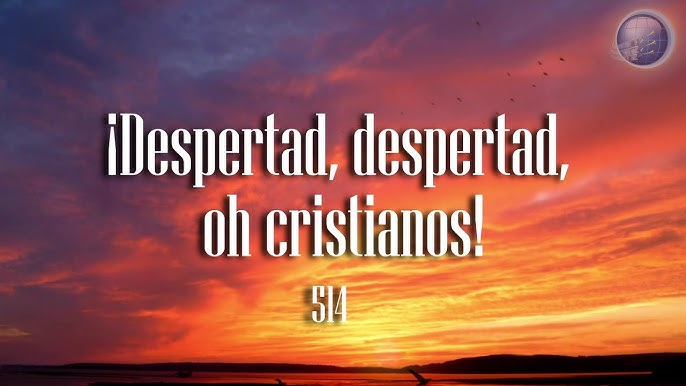 ¡Despertad, despertad,
oh cristianos!
514